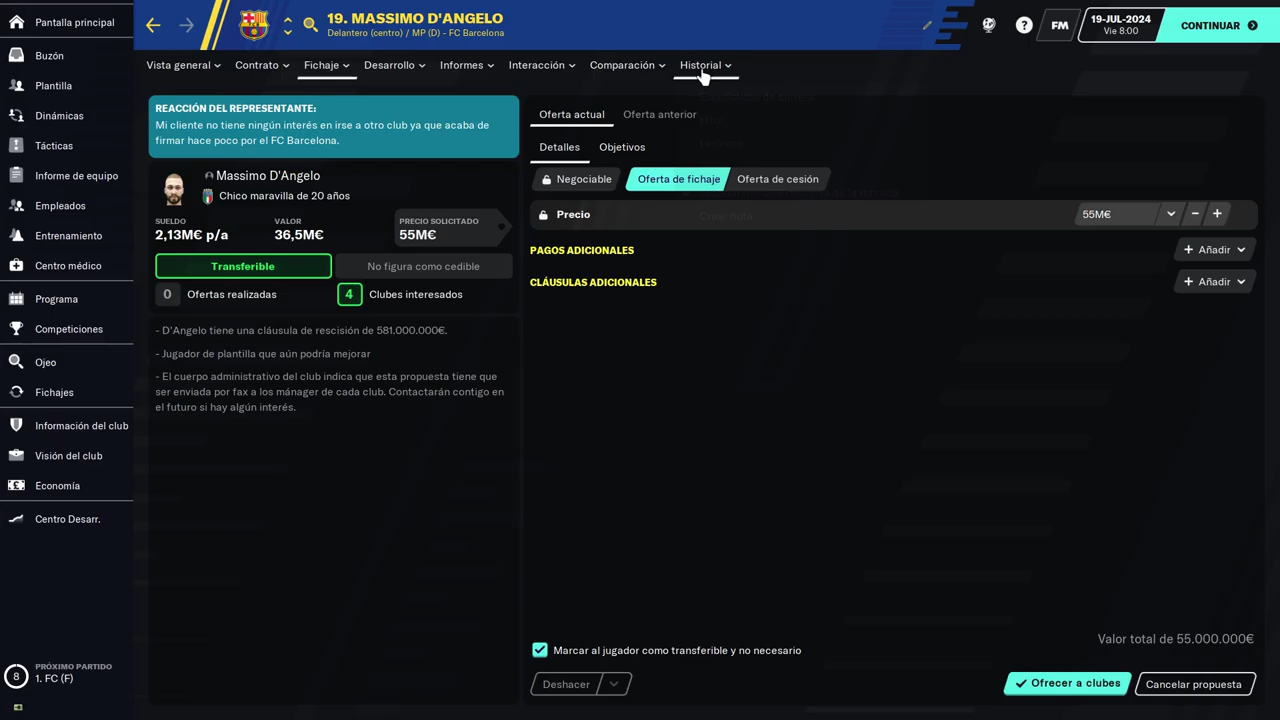 Pantalla principal
Buzón
Plantilla
Dinámicas
Tácticas
Informe de equipo
Empleados
Entrenamiento
Centro médico
Programa
Competiciones
Ojeo
Fichajes
Información del club
Visión del club
Economía
Centro Desarr.
8
PRÓXIMO PARTIDO
1. FC (F)
19. MASSIMO D'ANGELO
Delantero (centro) / MP (D) - FC Barcelona
FM
19-JUL-2024
Vie 8:00
CONTINUAR
Vista general
Contrato
Fichaje
Desarrollo
Informes
Interacción
Comparación
Historial
REACCIÓN DEL REPRESENTANTE:
Mi cliente no tiene ningún interés en irse a otro club ya que acaba de
firmar hace poco por el FC Barcelona.
Massimo D'Angelo
Chico maravilla de 20 años
SUELDO
2,13M€ p/a
VALOR
36,5M€
PRECIO SOLICITADO
55M€
Transferible
No figura como cedible
0 Ofertas realizadas
4 Clubes interesados
- D'Angelo tiene una cláusula de rescisión de 581.000.000€.
- Jugador de plantilla que aún podría mejorar
- El cuerpo administrativo del club indica que esta propuesta tiene que
ser enviada por fax a los mánager de cada club. Contactarán contigo en
el futuro si hay algún interés.
Oferta actual
Oferta anterior
Detalles
Objetivos
Negociable
Oferta de fichaje
Oferta de cesión
Precio
55M€
PAGOS ADICIONALES
+ Añadir
CLÁUSULAS ADICIONALES
+ Añadir
Marcar al jugador como transferible y no necesario
Valor total de 55.000.000€
Deshacer
Ofrecer a clubes
Cancelar propuesta